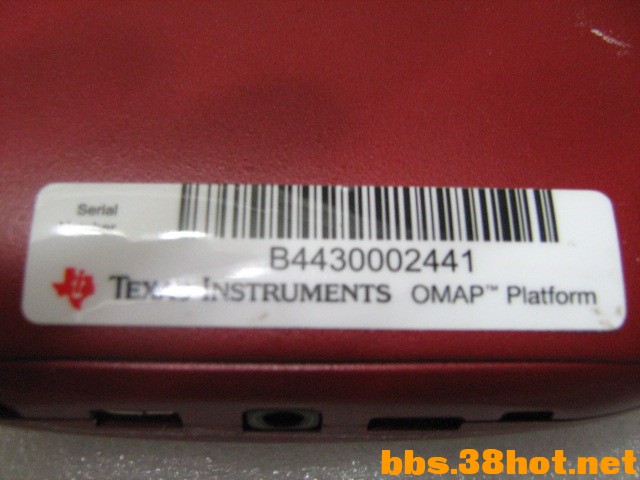 Serial
B4430002441
TEXAS INSTRUMENTS OMAP™ Platform
bbs.38hot.net